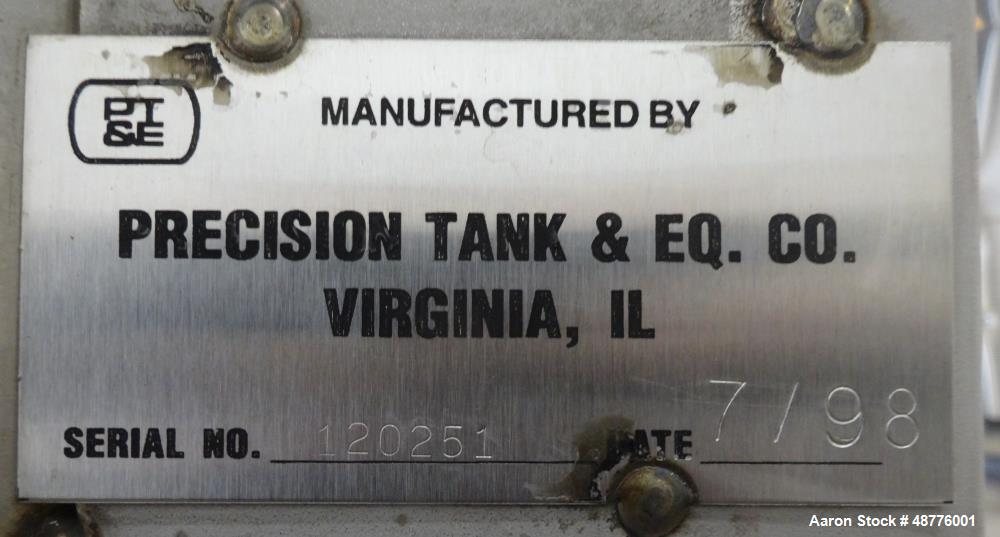 PT
&E
MANUFACTURED BY
PRECISION TANK & EQ. CO.
VIRGINIA, IL
SERIAL NO. 120251 DATE 7/98
Aaron Stock # 48776001